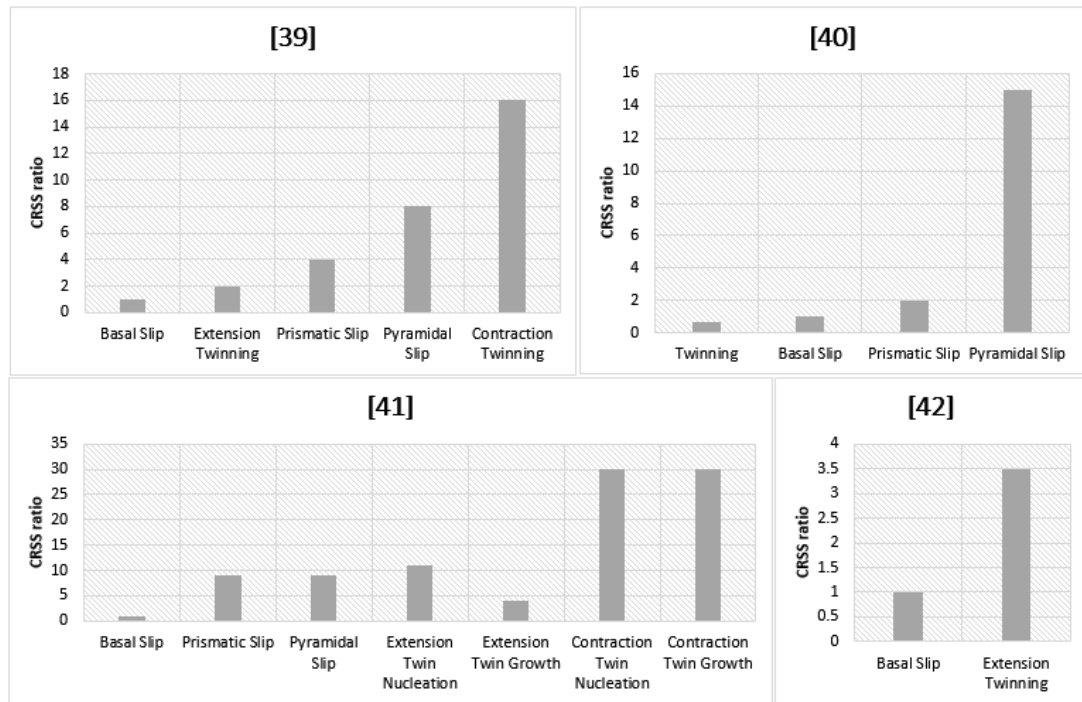 [39]
18
16
14
12
10
8
6
4
2
0
CRSS ratio
Basal Slip
Extension
Twinning
Prismatic Slip
Pyramidal
Slip
Contraction
Twinning
[40]
16
14
12
10
8
6
4
2
0
CRSS ratio
Twinning
Basal Slip
Prismatic Slip
Pyramidal Slip
[41]
35
30
25
20
15
10
5
0
CRSS ratio
Basal Slip
Prismatic Slip
Pyramidal
Slip
Extension
Twin
Nucleation
Extension
Twin Growth
Contraction
Twin
Nucleation
Contraction
Twin Growth
[42]
4
3.5
3
2.5
2
1.5
1
0.5
0
CRSS ratio
Basal Slip
Extension
Twinning